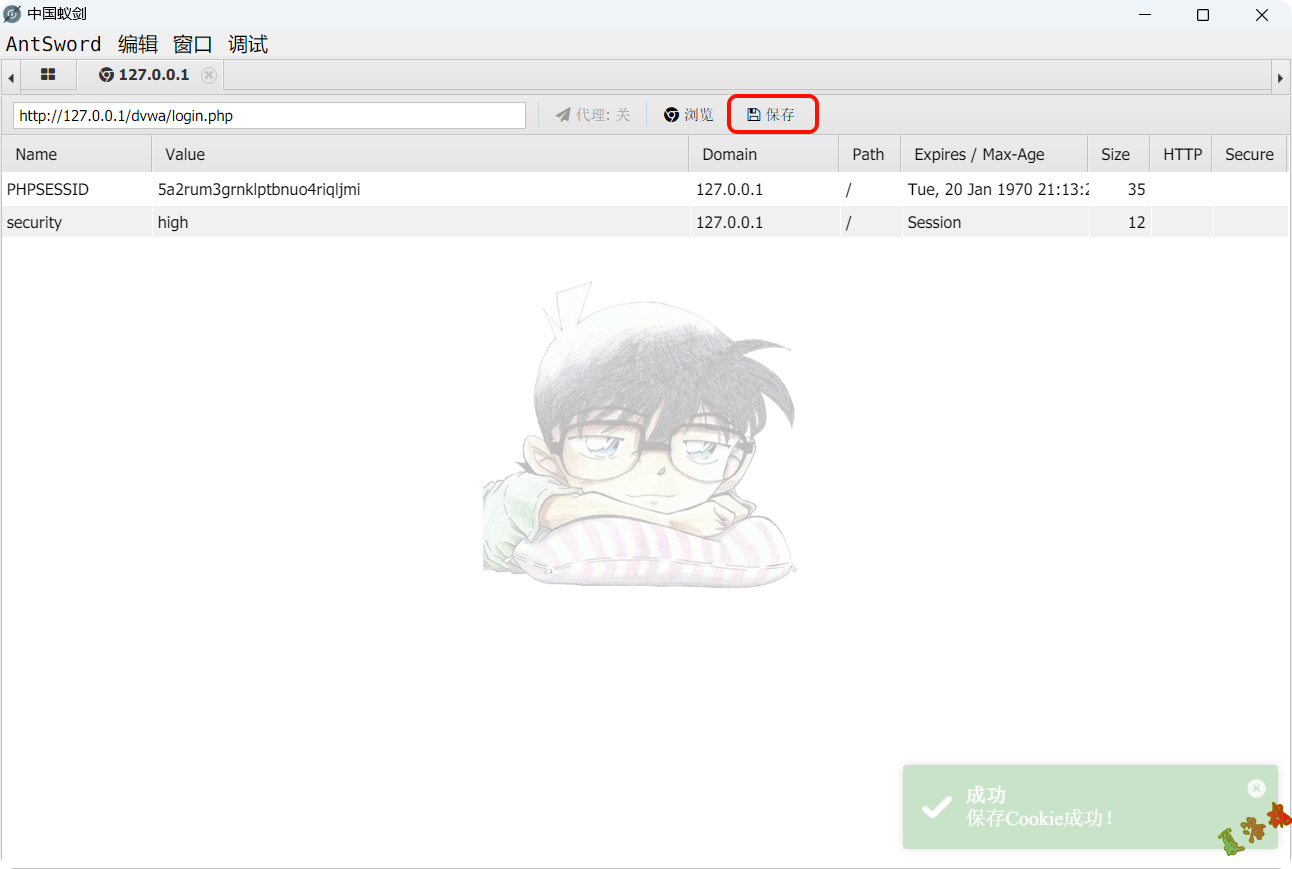 中国蚁剑
AntSword 编辑 窗口 调试
127.0.0.1
http://127.0.0.1/dvwa/login.php 代理: 关 浏览 保存
Name Value Domain Path Expires / Max-Age Size HTTP Secure
PHPSESSID 5a2rum3grnklptbnuo4riqljmi 127.0.0.1 / Tue, 20 Jan 1970 21:13:2 35
security high 127.0.0.1 / Session 12
成功
保存Cookie成功!